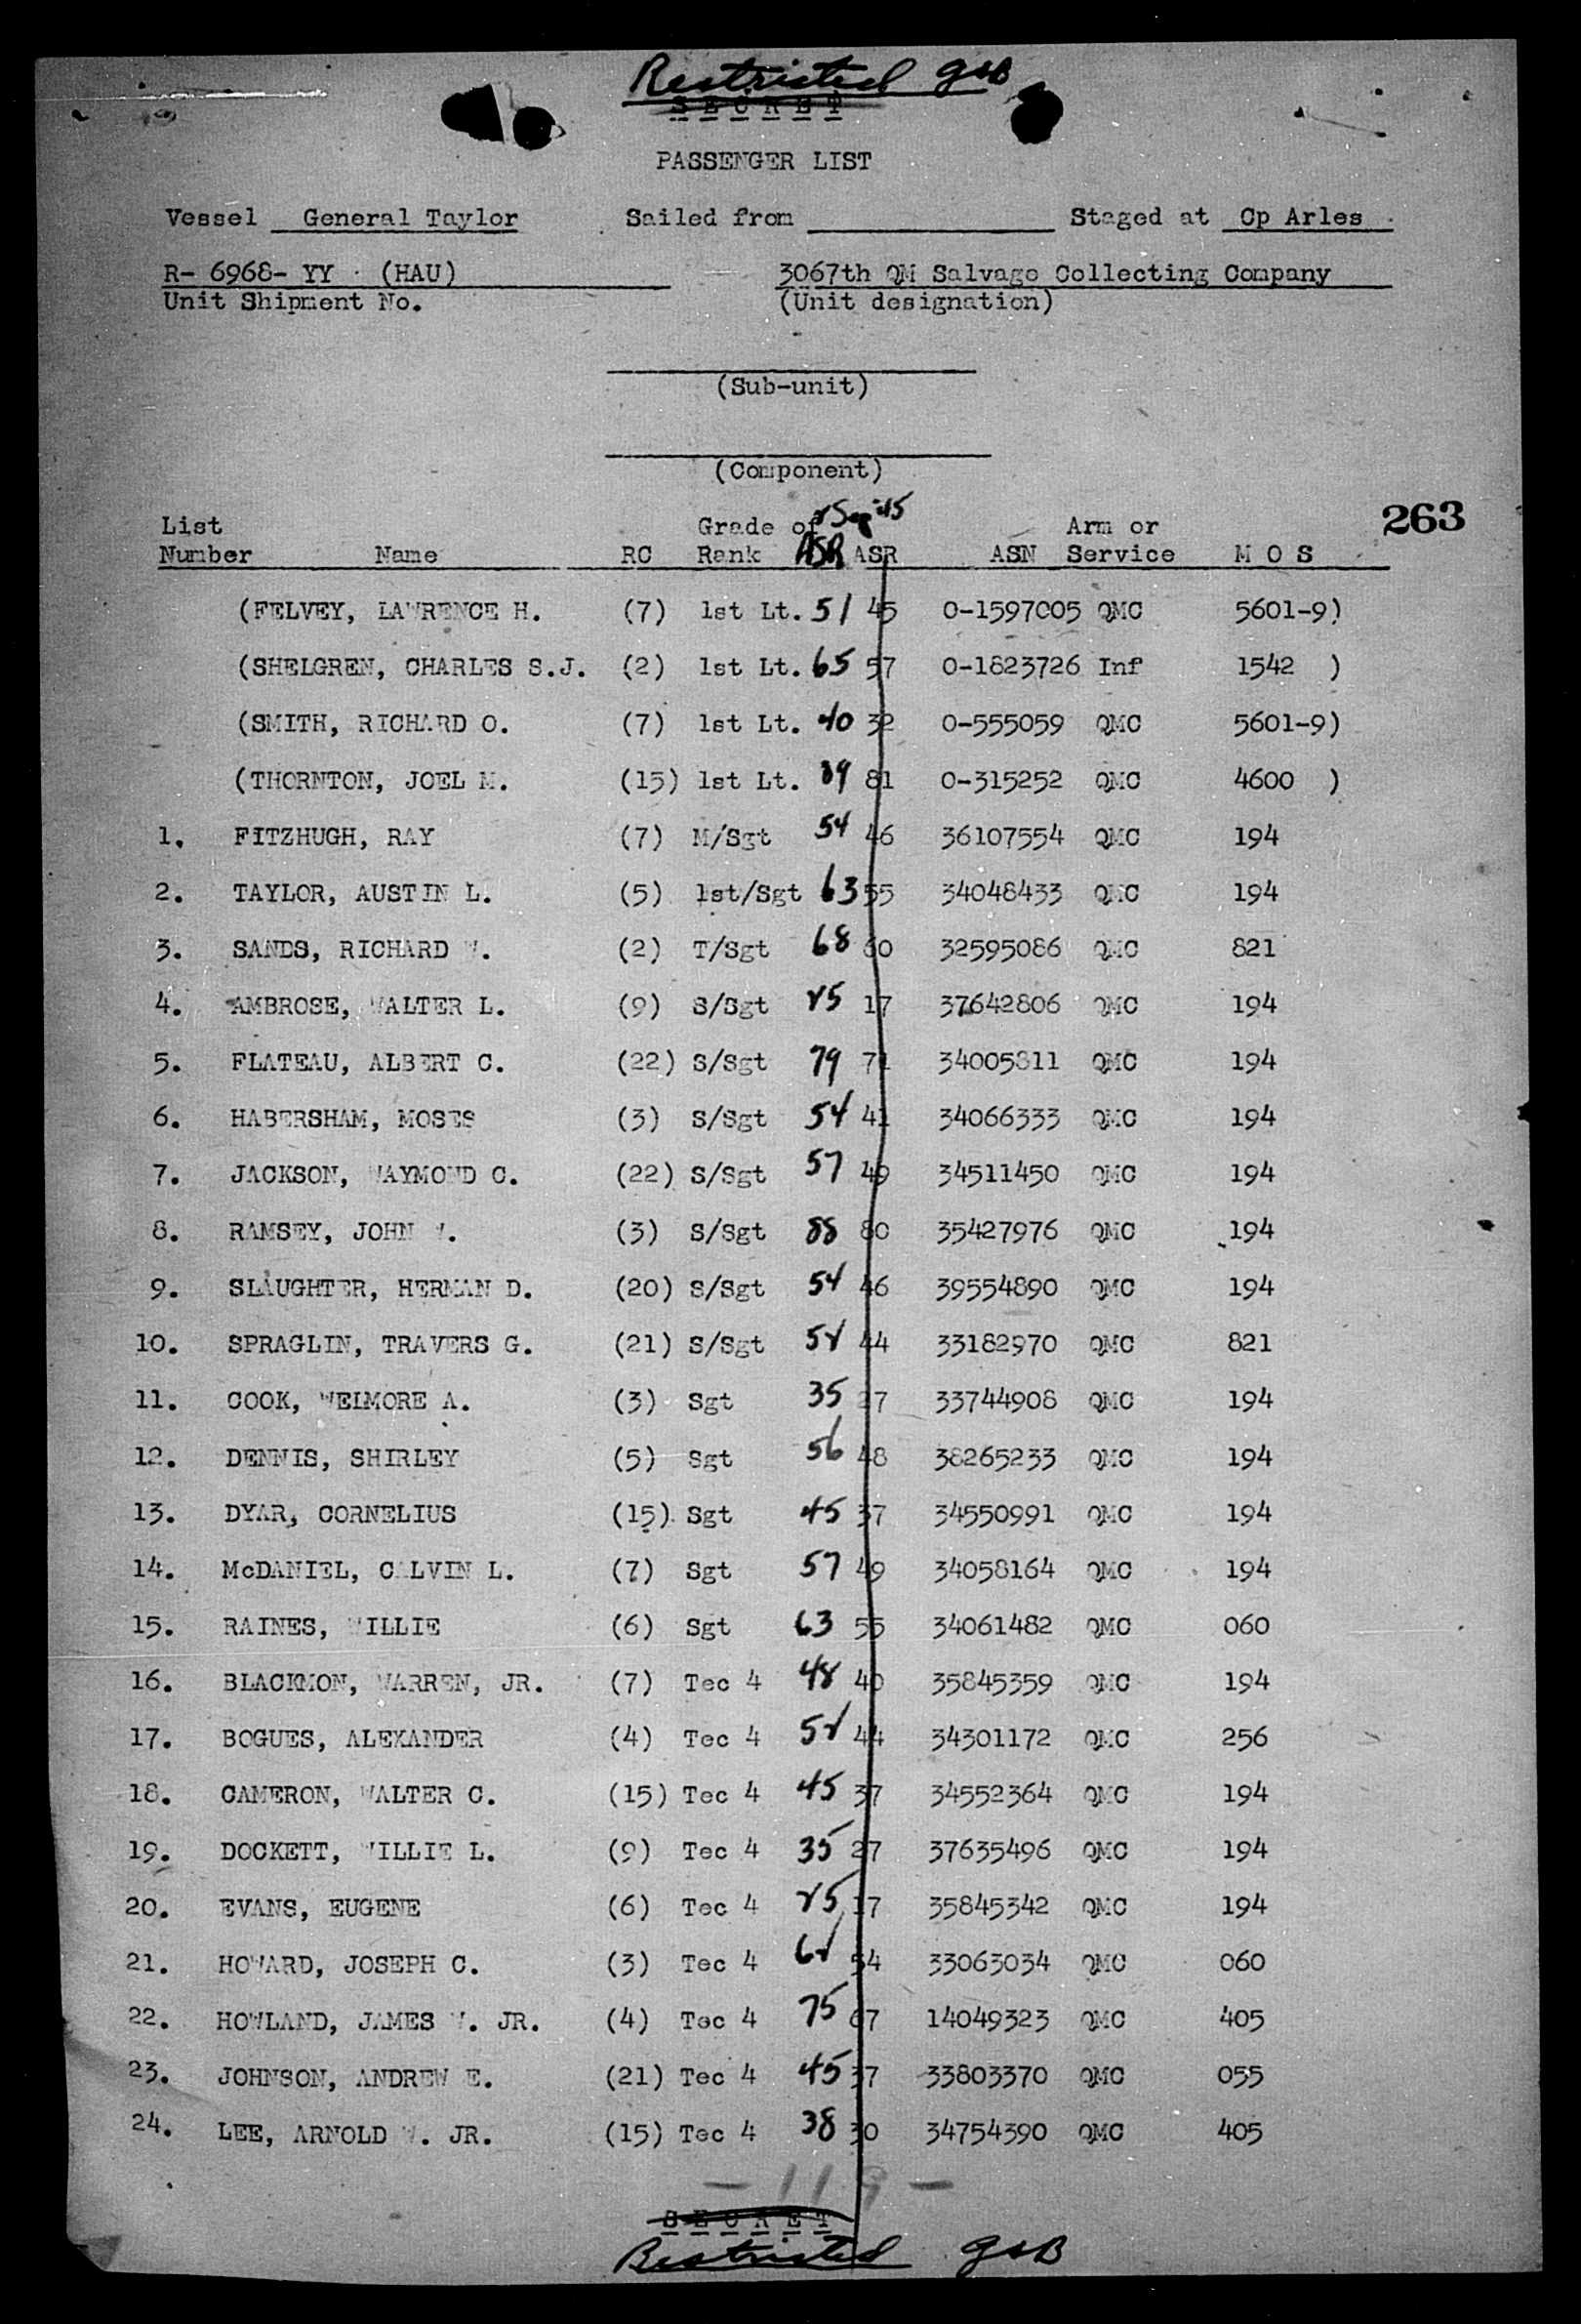 Restricted gsB
S E C R E T
PASSENGER LIST
Vessel General Taylor Sailed from Staged at Cp Arles
R- 6968- YY (HAU) 3067th QM Salvage Collecting Company
Unit Shipment No. (Unit designation)
(Sub-unit)
(Component)
2 Sep 45
List Grade of Arm or 263
Number Name RC Rank ASR ASR ASN Service M O S
(FELVEY, LAWRENCE H. (7) 1st Lt. 51 45 0-1597005 QMC 5601-9)
(SHELGREN, CHARLES S.J. (2) 1st Lt. 65 57 0-1823726 Inf 1542 )
(SMITH, RICHARD O. (7) 1st Lt. 40 32 0-555059 QMC 5601-9)
(THORNTON, JOEL M. (15) 1st Lt. 89 81 0-315252 QMC 4600 )
1. FITZHUGH, RAY (7) M/Sgt 54 46 36107554 QMC 194
2. TAYLOR, AUSTIN L. (5) 1st/Sgt 63 55 34048433 QMC 194
3. SANDS, RICHARD W. (2) T/Sgt 68 60 32595086 QMC 821
4. AMBROSE, WALTER L. (9) S/Sgt 25 17 37642806 QMC 194
5. FLATEAU, ALBERT C. (22) S/Sgt 79 71 34005811 QMC 194
6. HABERSHAM, MOSES (3) S/Sgt 54 41 34066333 QMC 194
7. JACKSON, WAYMOND C. (22) S/Sgt 57 49 34511450 QMC 194
8. RAMSEY, JOHN W. (3) S/Sgt 88 80 35427976 QMC 194
9. SLAUGHTER, HERMAN D. (20) S/Sgt 54 46 39554890 QMC 194
10. SPRAGLIN, TRAVERS G. (21) S/Sgt 52 44 33182970 QMC 821
11. COOK, WELMORE A. (3) Sgt 35 27 33744908 QMC 194
12. DENNIS, SHIRLEY (5) Sgt 56 48 38265233 QMC 194
13. DYAR, CORNELIUS (15) Sgt 45 37 34550991 QMC 194
14. McDANIEL, CALVIN L. (7) Sgt 57 49 34058164 QMC 194
15. RAINES, WILLIE (6) Sgt 63 55 34061482 QMC 060
16. BLACKMON, WARREN, JR. (7) Tec 4 48 40 35845359 QMC 194
17. BOGUES, ALEXANDER (4) Tec 4 52 44 34301172 QMC 256
18. CAMERON, WALTER C. (15) Tec 4 45 37 34552364 QMC 194
19. DOCKETT, WILLIE L. (9) Tec 4 35 27 37635496 QMC 194
20. EVANS, EUGENE (6) Tec 4 25 17 35845342 QMC 194
21. HOWARD, JOSEPH C. (3) Tec 4 62 54 33063034 QMC 060
22. HOWLAND, JAMES W. JR. (4) Tec 4 75 67 14049323 QMC 405
23. JOHNSON, ANDREW E. (21) Tec 4 45 37 33803370 QMC 055
24. LEE, ARNOLD W. JR. (15) Tec 4 38 30 34754390 QMC 405
- 119 -
S E C R E T
Restricted gsB